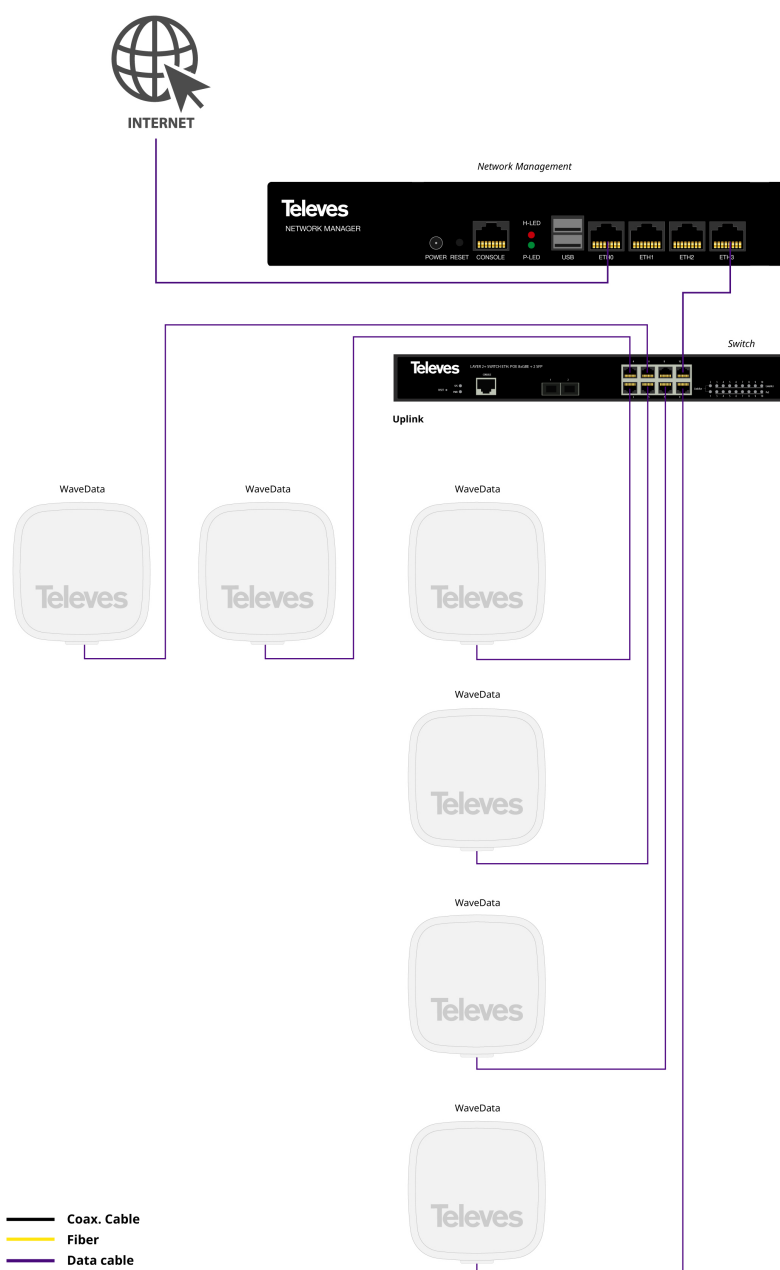 INTERNET
Network Management
Televes
NETWORK MANAGER
H-LED
POWER RESET CONSOLE P-LED USB ETH0 ETH1 ETH2 ETH3
Switch
Televes
Uplink
WaveData WaveData WaveData
Televes Televes Televes
WaveData
Televes
WaveData
Televes
WaveData
Televes
Coax. Cable
Fiber
Data cable